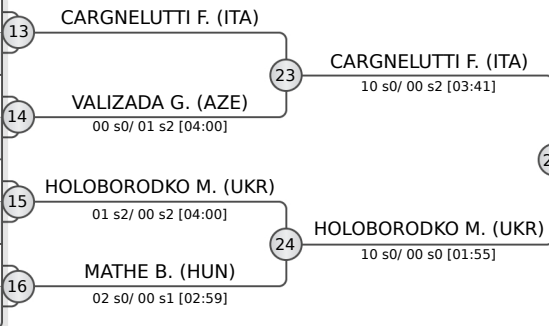 CARGNELUTTI F. (ITA)
13
23
CARGNELUTTI F. (ITA)
10 s0/ 00 s2 [03:41]
VALIZADA G. (AZE)
14
00 s0/ 01 s2 [04:00]
HOLOBORODKO M. (UKR)
15
01 s2/ 00 s2 [04:00]
24
HOLOBORODKO M. (UKR)
10 s0/ 00 s0 [01:55]
MATHE B. (HUN)
16
02 s0/ 00 s1 [02:59]